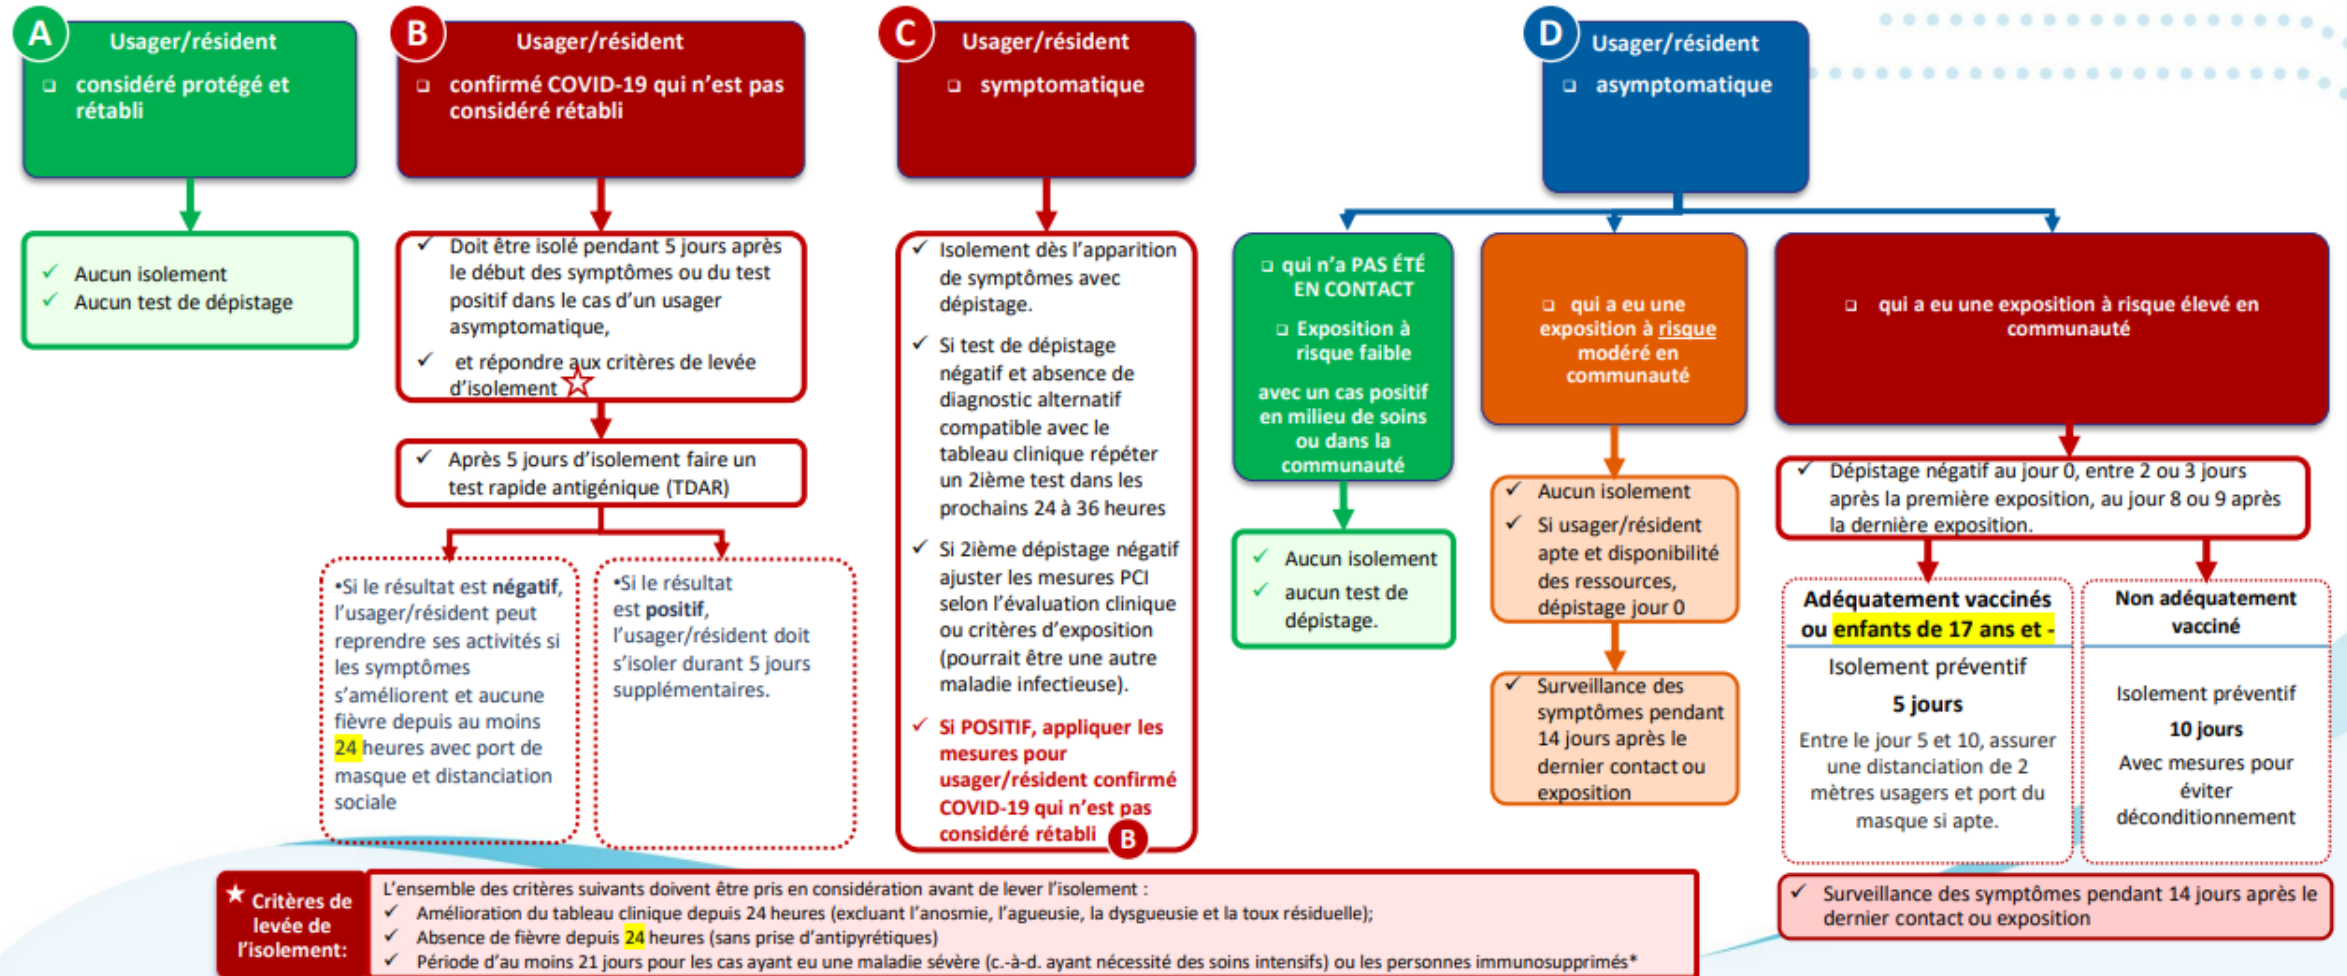 A
Usager/résident
❑ considéré protégé et
rétabli
✓ Aucun isolement
✓ Aucun test de dépistage
B
Usager/résident
❑ confirmé COVID-19 qui n’est pas
considéré rétabli
✓ Doit être isolé pendant 5 jours après
le début des symptômes ou du test
positif dans le cas d’un usager
asymptomatique,
✓ et répondre aux critères de levée
d’isolement ☆
✓ Après 5 jours d’isolement faire un
test rapide antigénique (TDAR)
•Si le résultat est négatif,
l’usager/résident peut
reprendre ses activités si
les symptômes
s’améliorent et aucune
fièvre depuis au moins
24 heures avec port de
masque et distanciation
sociale
•Si le résultat
est positif,
l’usager/résident doit
s’isoler durant 5 jours
supplémentaires.
C
Usager/résident
❑ symptomatique
✓ Isolement dès l’apparition
de symptômes avec
dépistage.
✓ Si test de dépistage
négatif et absence de
diagnostic alternatif
compatible avec le
tableau clinique répéter
un 2ième test dans les
prochains 24 à 36 heures
✓ Si 2ième dépistage négatif
ajuster les mesures PCI
selon l’évaluation clinique
ou critères d’exposition
(pourrait être une autre
maladie infectieuse).
✓ Si POSITIF, appliquer les
mesures pour
usager/résident confirmé
COVID-19 qui n’est pas
considéré rétabli B
D
Usager/résident
❑ asymptomatique
❑ qui n’a PAS ÉTÉ
EN CONTACT
❑ Exposition à
risque faible
avec un cas positif
en milieu de soins
ou dans la
communauté
✓ Aucun isolement
✓ aucun test de
dépistage.
❑ qui a eu une
exposition à risque
modéré en
communauté
✓ Aucun isolement
✓ Si usager/résident
apte et disponibilité
des ressources,
dépistage jour 0
✓ Surveillance des
symptômes pendant
14 jours après le
dernier contact ou
exposition
❑ qui a eu une exposition à risque élevé en
communauté
✓ Dépistage négatif au jour 0, entre 2 ou 3 jours
après la première exposition, au jour 8 ou 9 après
la dernière exposition.
Adéquatement vaccinés
ou enfants de 17 ans et -
Isolement préventif
5 jours
Entre le jour 5 et 10, assurer
une distanciation de 2
mètres usagers et port du
masque si apte.
Non adéquatement
vacciné
Isolement préventif
10 jours
Avec mesures pour
éviter
déconditionnement
✓ Surveillance des symptômes pendant 14 jours après le
dernier contact ou exposition
★ Critères de
levée de
l’isolement:
L’ensemble des critères suivants doivent être pris en considération avant de lever l’isolement :
✓ Amélioration du tableau clinique depuis 24 heures (excluant l’anosmie, l’agueusie, la dysgueusie et la toux résiduelle);
✓ Absence de fièvre depuis 24 heures (sans prise d’antipyrétiques)
✓ Période d’au moins 21 jours pour les cas ayant eu une maladie sévère (c.-à-d. ayant nécessité des soins intensifs) ou les personnes immunosupprimés*